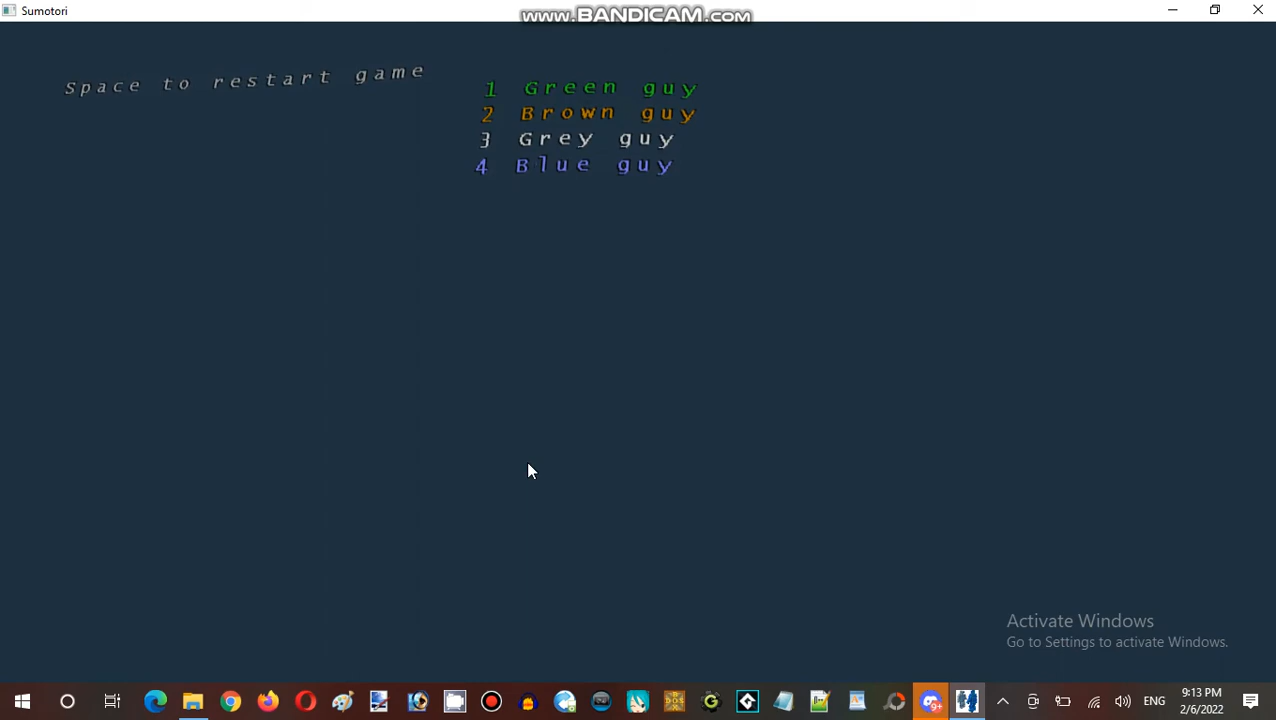 Sumotori
www.BANDICAM.com
Space to restart game
1 Green guy
2 Brown guy
3 Grey guy
4 Blue guy
Activate Windows
Go to Settings to activate Windows.
9+
ENG
9:13 PM
2/6/2022